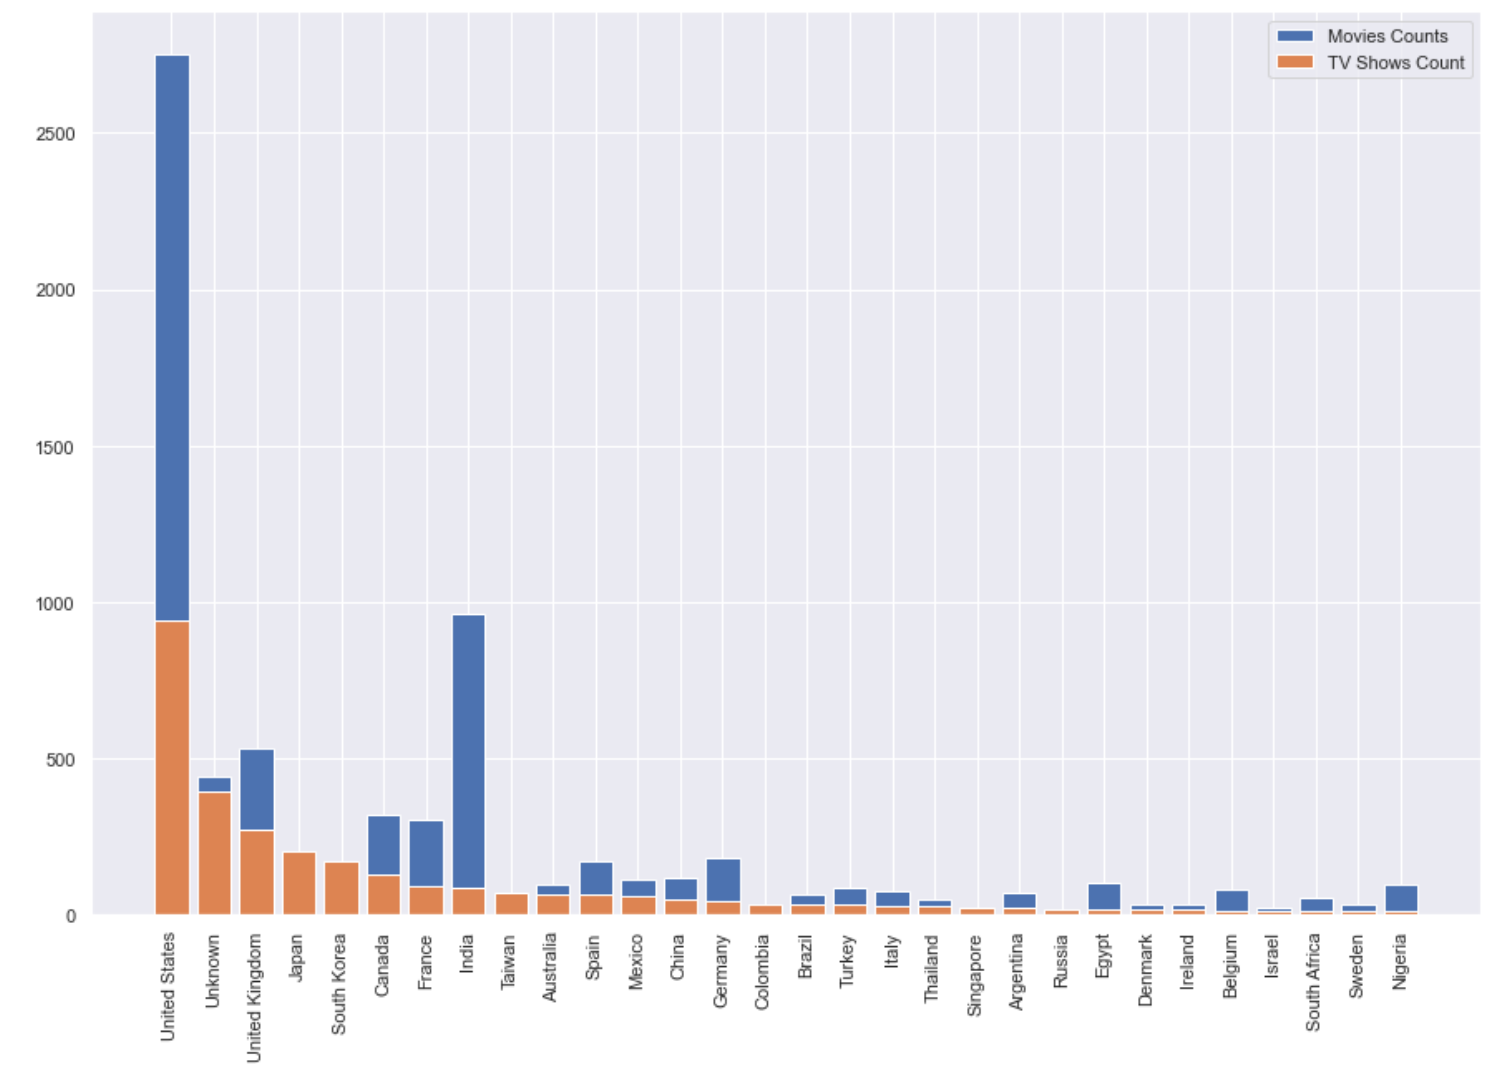 Movies Counts
TV Shows Count
2500
2000
1500
1000
500
0
United States
Unknown
United Kingdom
Japan
South Korea
Canada
France
India
Taiwan
Australia
Spain
Mexico
China
Germany
Colombia
Brazil
Turkey
Italy
Thailand
Singapore
Argentina
Russia
Egypt
Denmark
Ireland
Belgium
Israel
South Africa
Sweden
Nigeria